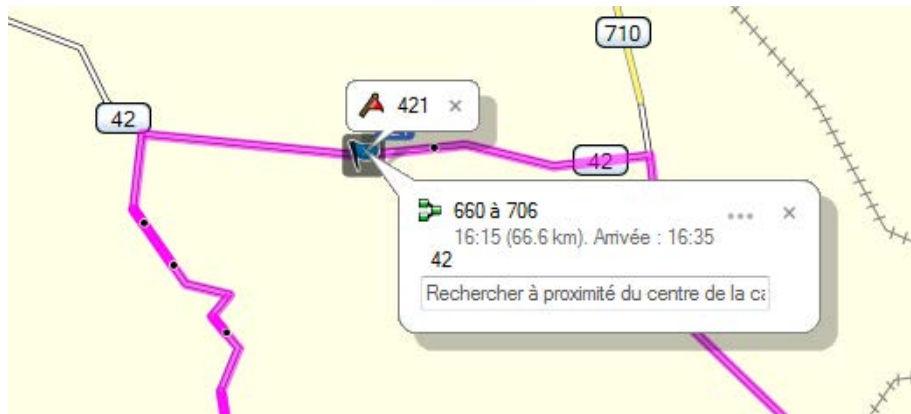 710
421
42
42
660 à 706
16:15 (66.6 km). Arrivée : 16:35
42
Rechercher à proximité du centre de la ca